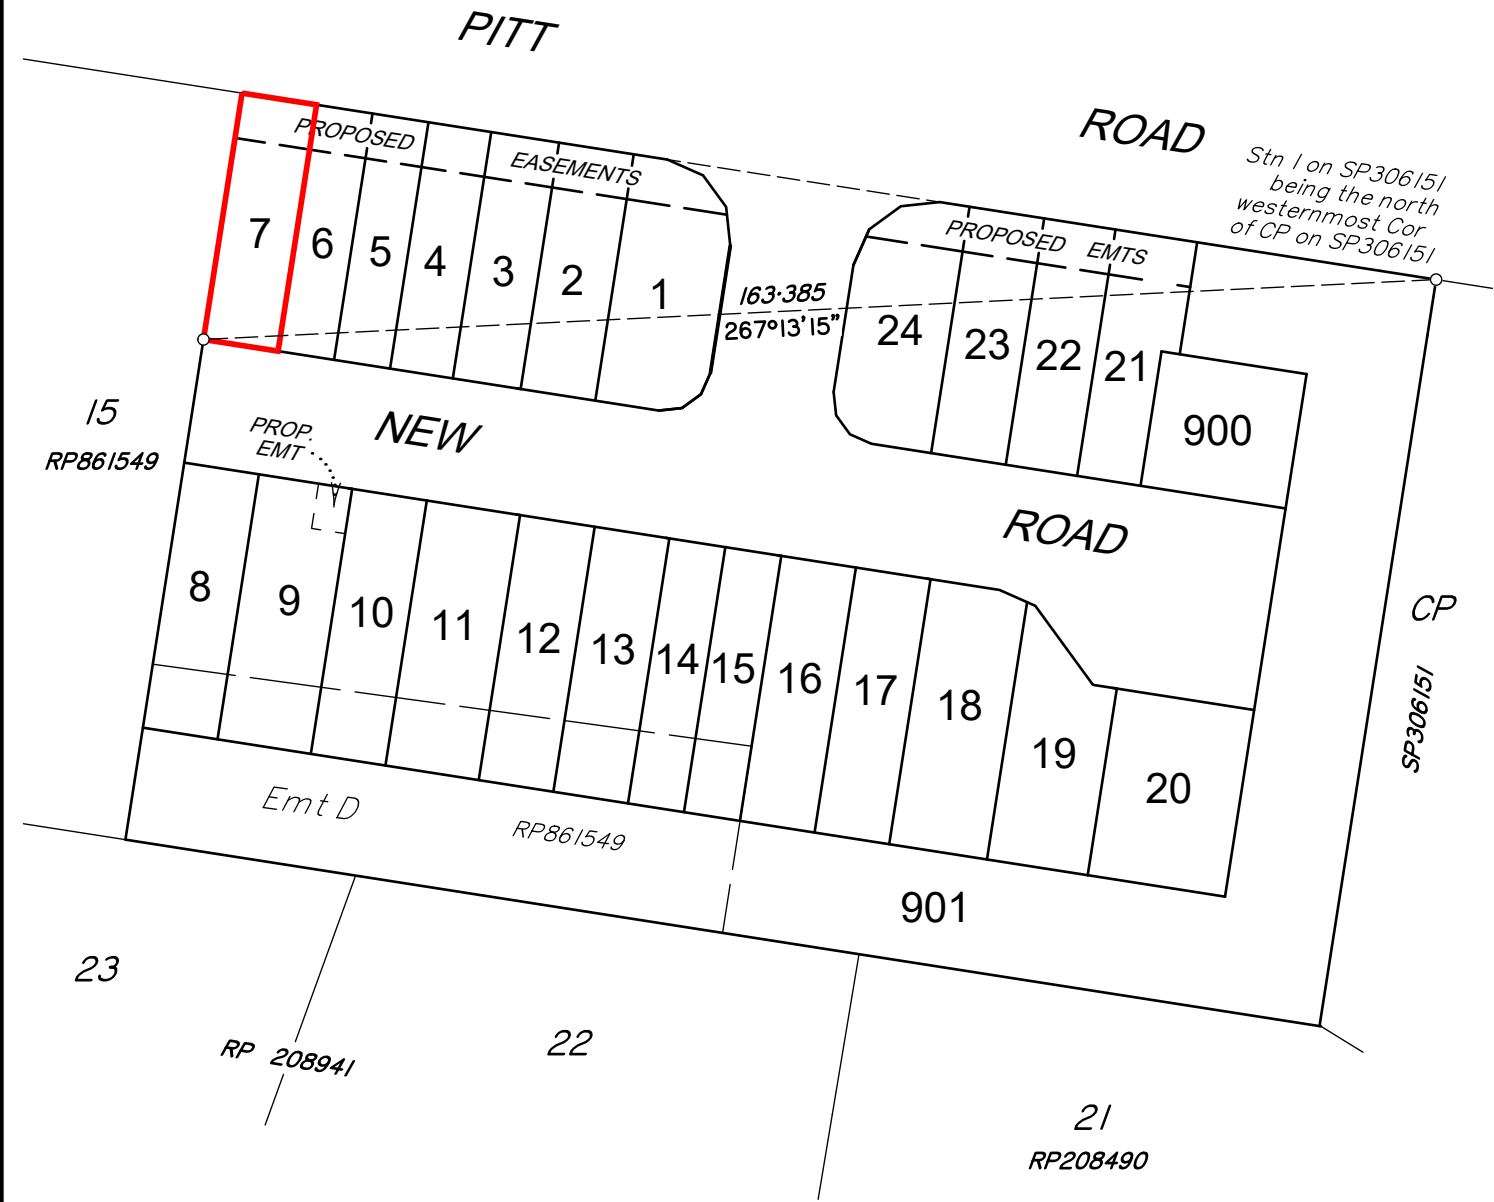 PITT
ROAD
Stn 1 on SP306151
being the north
westernmost Cor
of CP on SP306151
PROPOSED
EASEMENTS
PROPOSED EMTS
7
6
5
4
3
2
1
163·385
267°13'15"
24
23
22
21
900
15
RP861549
PROP.
EMT
NEW
ROAD
8
9
10
11
12
13
14
15
16
17
18
19
20
CP
SP306151
Emt D
RP861549
901
23
RP 208941
22
21
RP208490